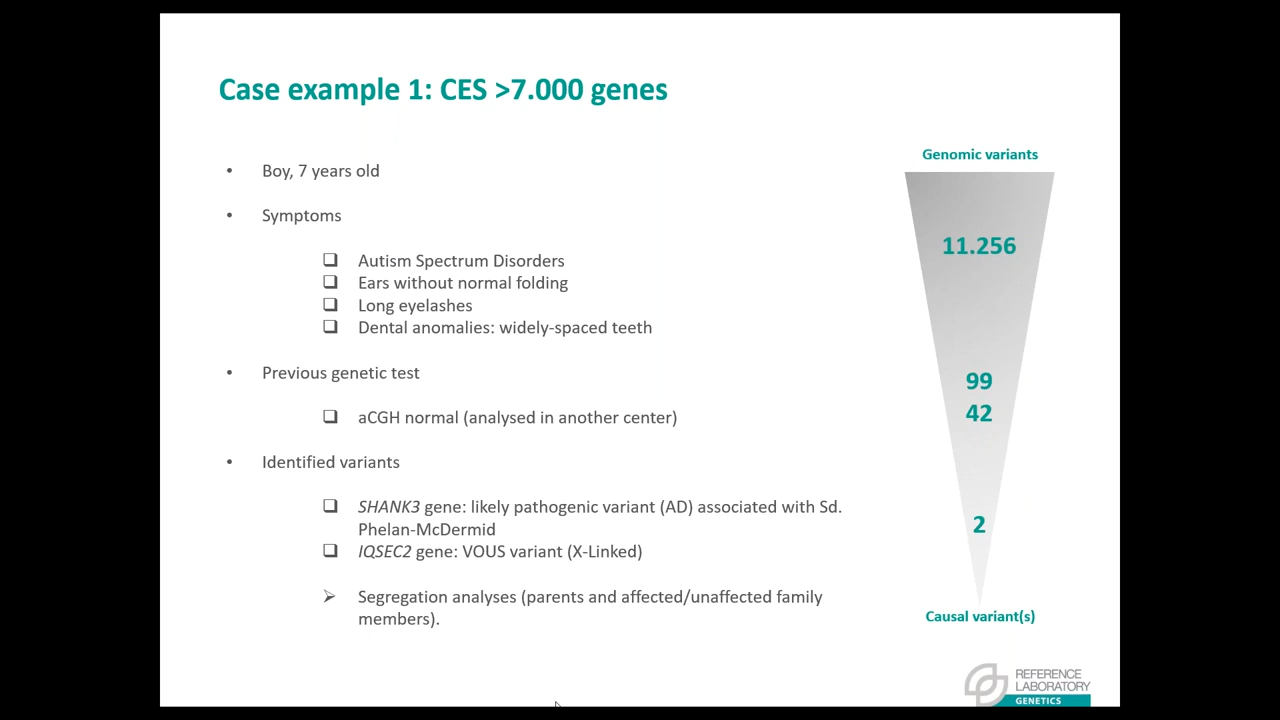 Case example 1: CES >7.000 genes
• Boy, 7 years old
• Symptoms
❑ Autism Spectrum Disorders
❑ Ears without normal folding
❑ Long eyelashes
❑ Dental anomalies: widely-spaced teeth
• Previous genetic test
❑ aCGH normal (analysed in another center)
• Identified variants
❑ SHANK3 gene: likely pathogenic variant (AD) associated with Sd.
Phelan-McDermid
❑ IQSEC2 gene: VOUS variant (X-Linked)
➢ Segregation analyses (parents and affected/unaffected family
members).
Genomic variants
11.256
99
42
2
Causal variant(s)
REFERENCE
LABORATORY
GENETICS